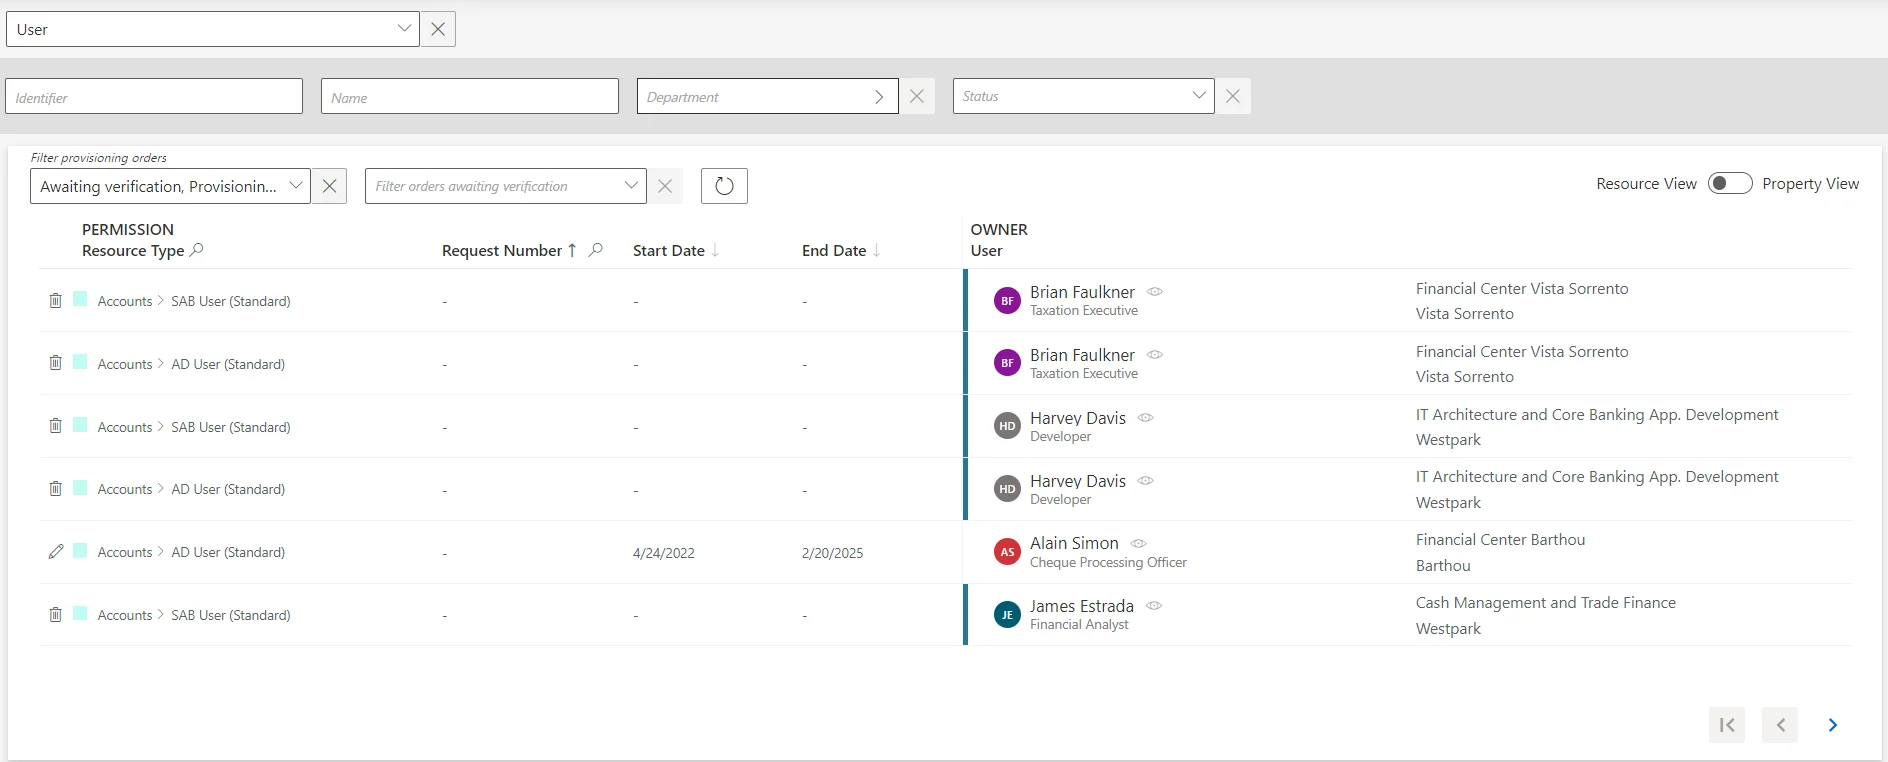 User
Identifier
Name
Department
Status
Filter provisioning orders
Awaiting verification, Provisionin...
Filter orders awaiting verification
Resource View
Property View
PERMISSION
OWNER
Resource Type
Request Number
Start Date
End Date
User
Accounts > SAB User (Standard)
-
-
-
BF
Brian Faulkner
Taxation Executive
Financial Center Vista Sorrento
Vista Sorrento
Accounts > AD User (Standard)
-
-
-
BF
Brian Faulkner
Taxation Executive
Financial Center Vista Sorrento
Vista Sorrento
Accounts > SAB User (Standard)
-
-
-
HD
Harvey Davis
Developer
IT Architecture and Core Banking App. Development
Westpark
Accounts > AD User (Standard)
-
-
-
HD
Harvey Davis
Developer
IT Architecture and Core Banking App. Development
Westpark
Accounts > AD User (Standard)
-
4/24/2022
2/20/2025
AS
Alain Simon
Cheque Processing Officer
Financial Center Barthou
Barthou
Accounts > SAB User (Standard)
-
-
-
JE
James Estrada
Financial Analyst
Cash Management and Trade Finance
Westpark